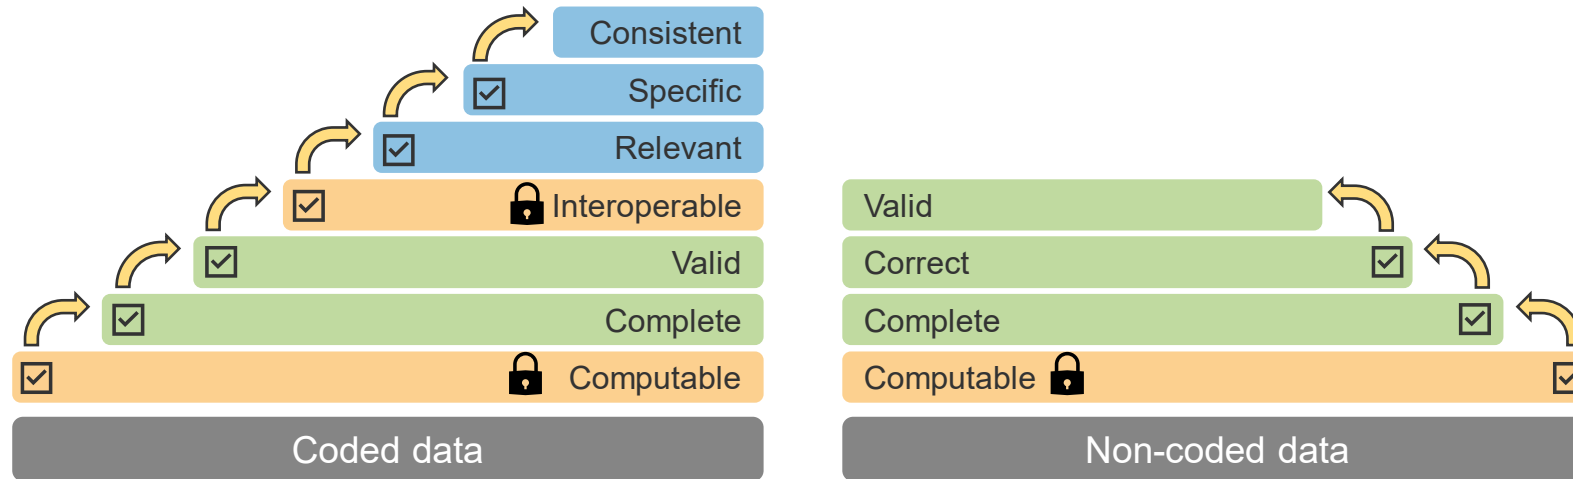 Consistent
Specific
Relevant
Interoperable
Valid
Complete
Computable
Coded data
Valid
Correct
Complete
Computable
Non-coded data